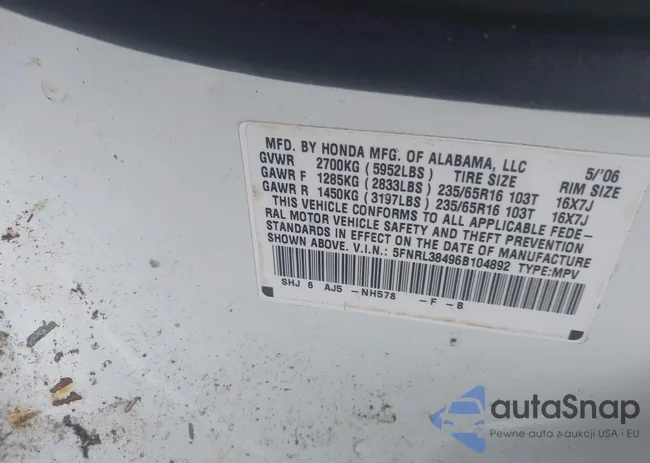 MFD. BY HONDA MFG. OF ALABAMA, LLC 5/'06
GVWR 2700KG (5952LBS) TIRE SIZE RIM SIZE
GAWR F 1285KG (2833LBS) 235/65R16 103T 16X7J
GAWR R 1450KG (3197LBS) 235/65R16 103T 16X7J
THIS VEHICLE CONFORMS TO ALL APPLICABLE FEDE-
RAL MOTOR VEHICLE SAFETY AND THEFT PREVENTION
STANDARDS IN EFFECT ON THE DATE OF MANUFACTURE
SHOWN ABOVE. V.I.N.: 5FNRL38496B104892 TYPE:MPV
SHJ 6 AJ5 -NH578 -F -B
autaSnap
Pewne auta z aukcji USA i EU